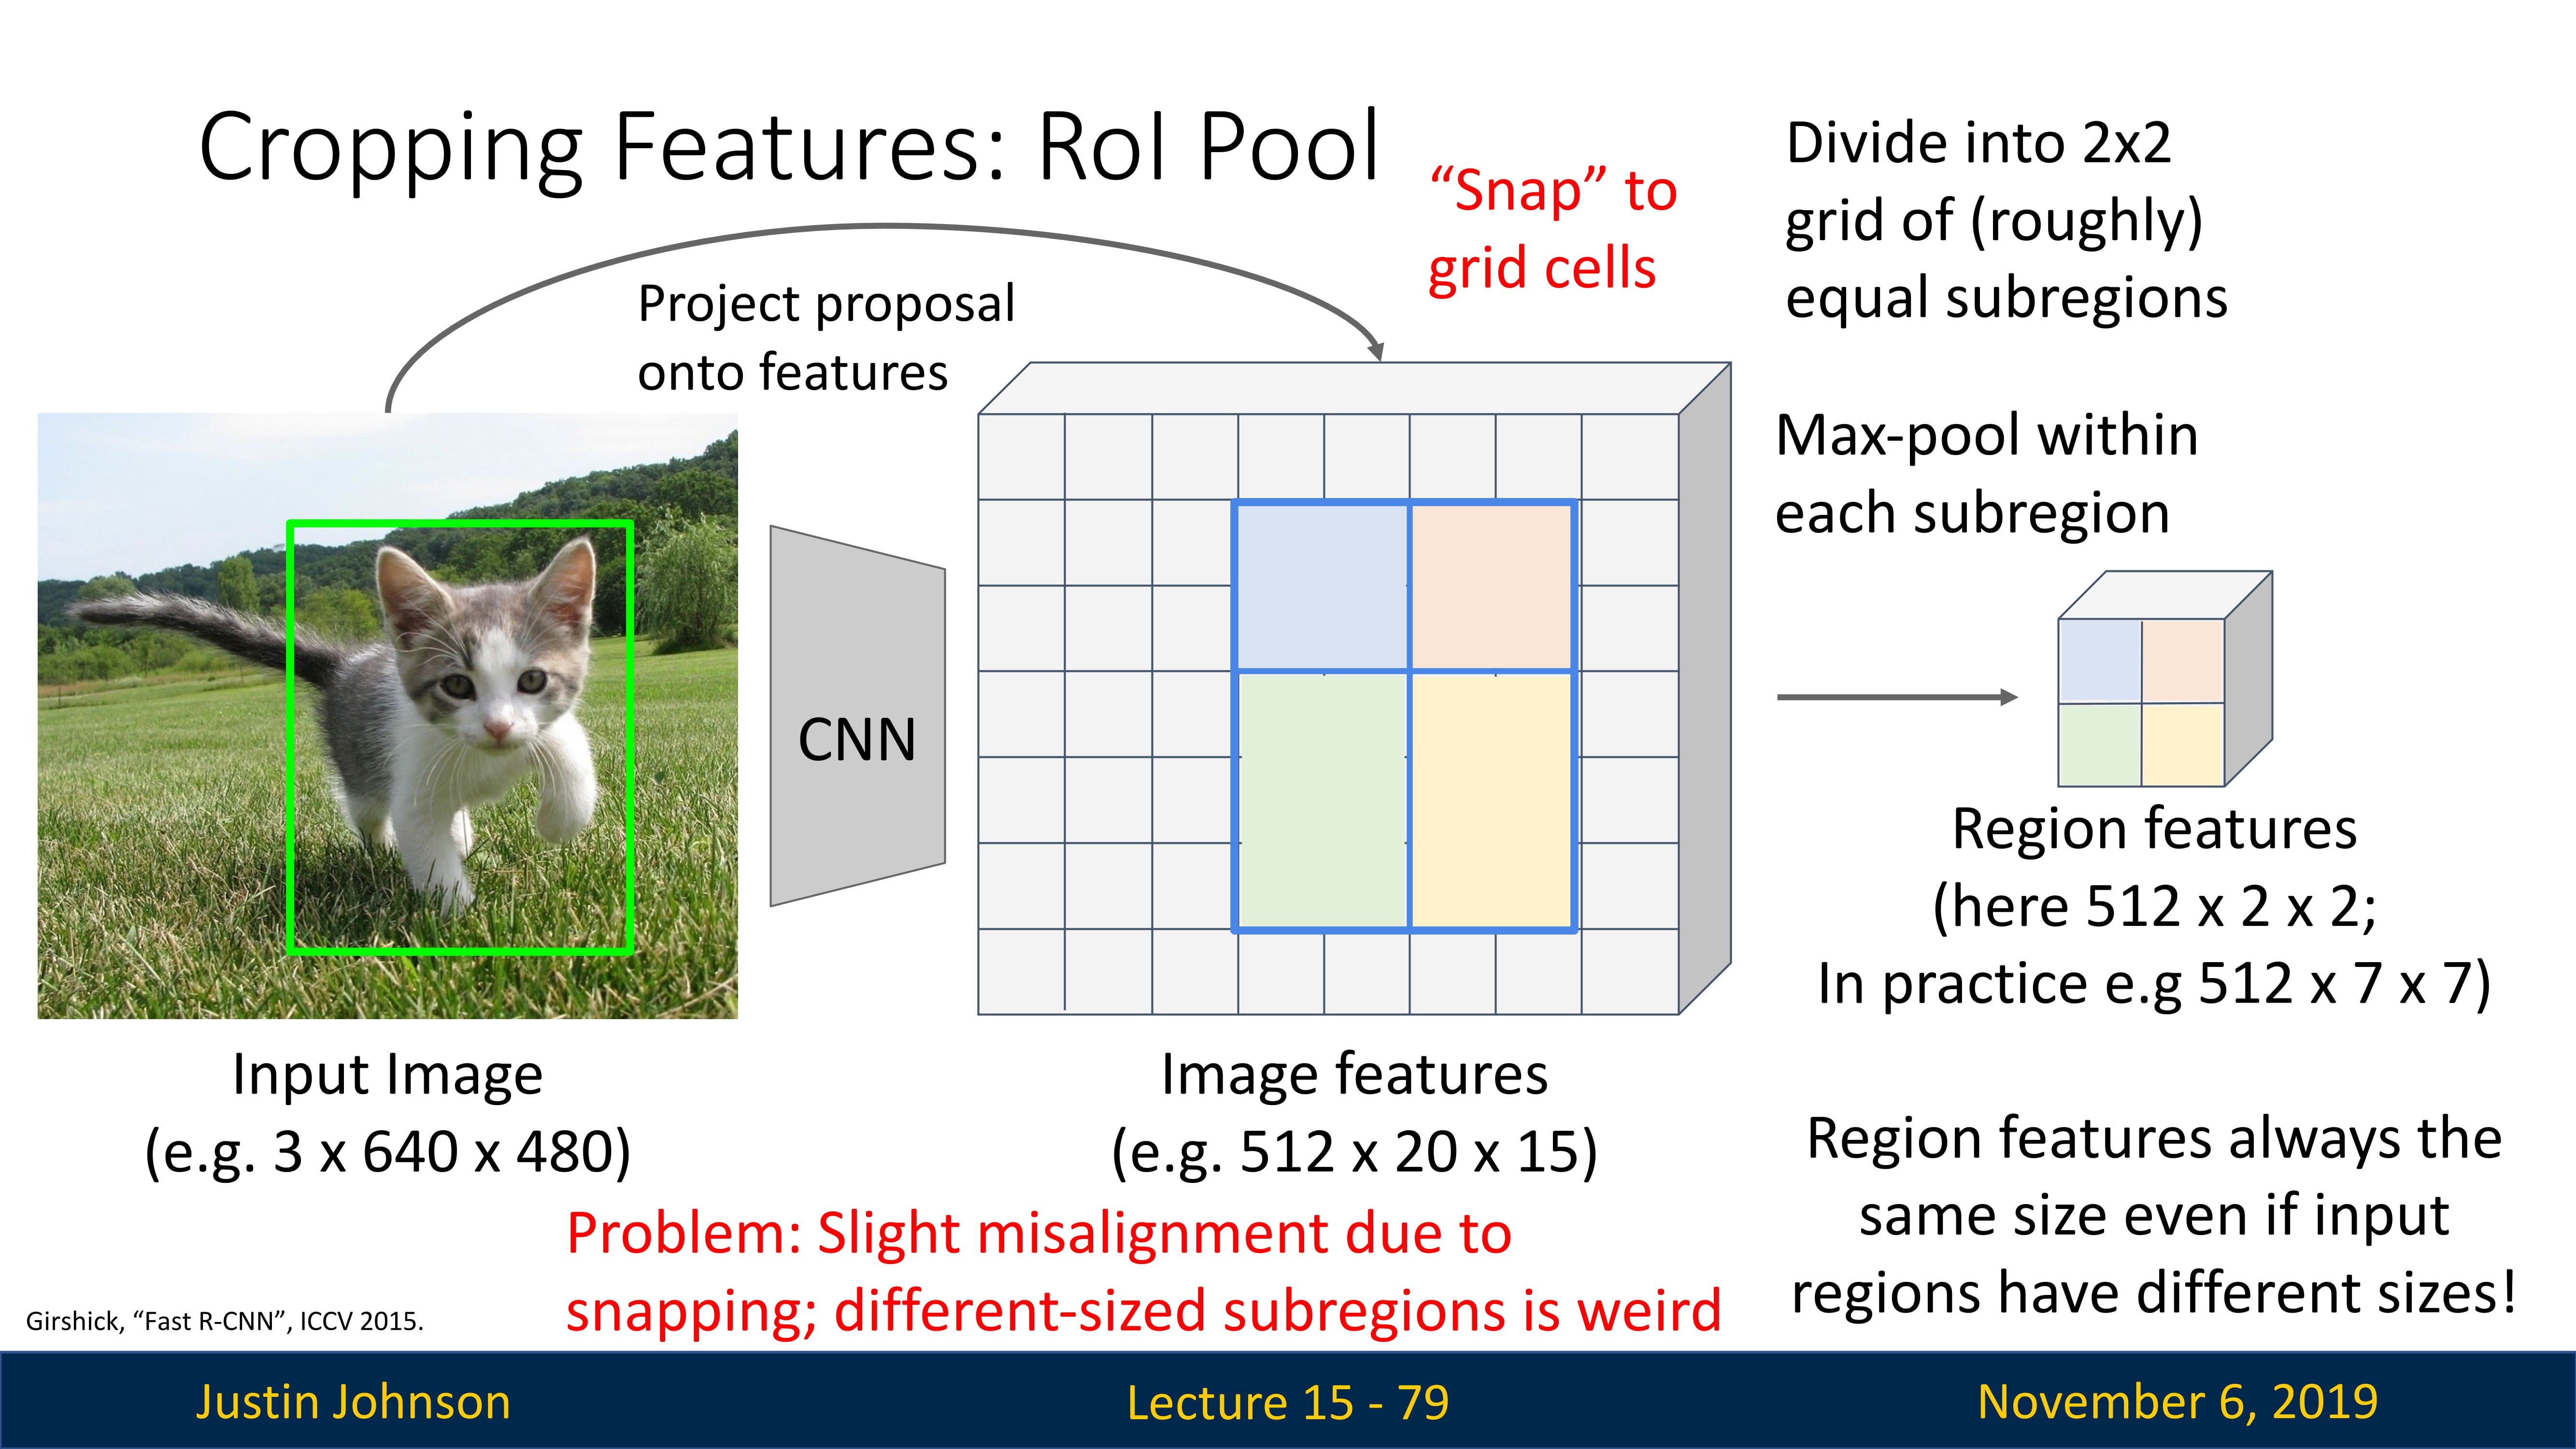 Cropping Features: RoI Pool
“Snap” to
grid cells
Divide into 2x2
grid of (roughly)
equal subregions
Project proposal
onto features
Max-pool within
each subregion
CNN
Region features
(here 512 x 2 x 2;
In practice e.g 512 x 7 x 7)
Input Image
(e.g. 3 x 640 x 480)
Image features
(e.g. 512 x 20 x 15)
Region features always the
same size even if input
regions have different sizes!
Problem: Slight misalignment due to
snapping; different-sized subregions is weird
Girshick, “Fast R-CNN”, ICCV 2015.
Justin Johnson
Lecture 15 - 79
November 6, 2019